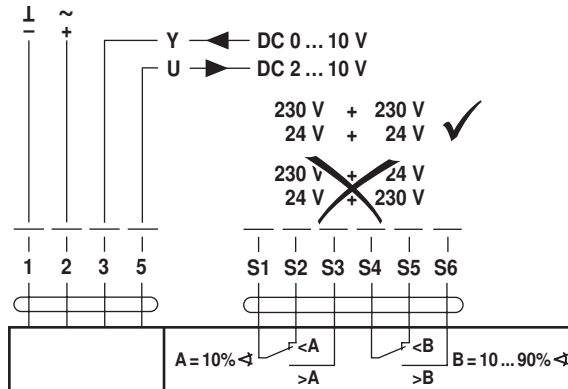 ⊥ ~
− +
Y DC 0 ... 10 V
U DC 2 ... 10 V
230 V + 230 V
24 V + 24 V
230 V + 24 V
24 V + 230 V
1 2 3 5 S1 S2 S3 S4 S5 S6
A = 10% ∢ <A <B B = 10 ... 90% ∢
>A >B